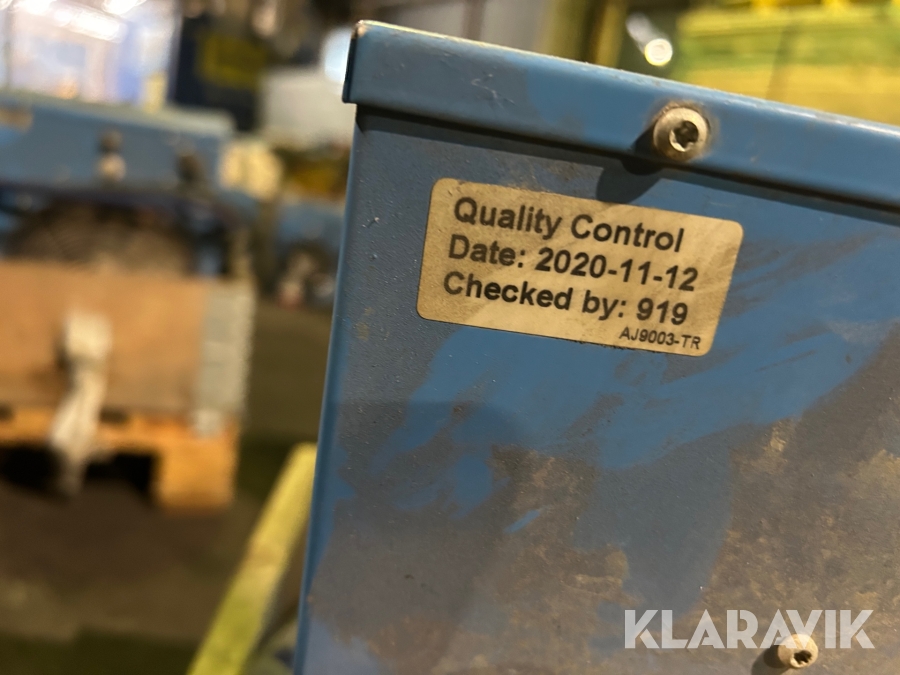 Quality Control
Date: 2020-11-12
Checked by: 919
AJ9003-TR
KLARAVIK